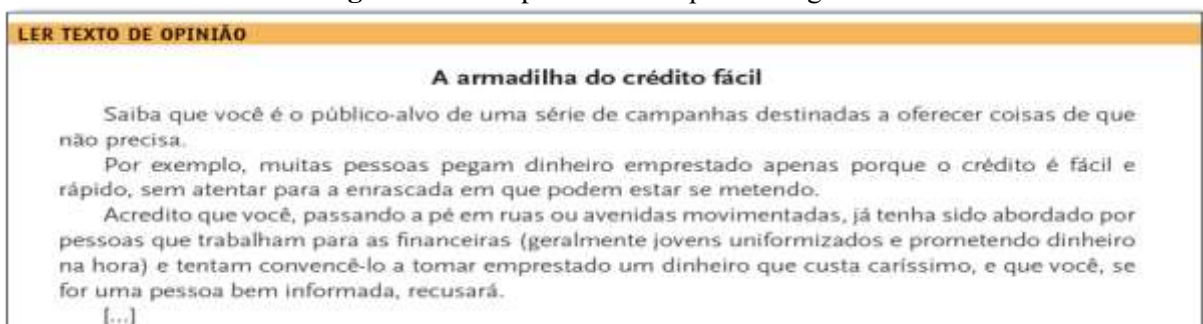 LER TEXTO DE OPINIÃO
A armadilha do crédito fácil
Saiba que você é o público-alvo de uma série de campanhas destinadas a oferecer coisas de que
não precisa.
Por exemplo, muitas pessoas pegam dinheiro emprestado apenas porque o crédito é fácil e
rápido, sem atentar para a enrascada em que podem estar se metendo.
Acredito que você, passando a pé em ruas ou avenidas movimentadas, já tenha sido abordado por
pessoas que trabalham para as financeiras (geralmente jovens uniformizados e prometendo dinheiro
na hora) e tentam convencê-lo a tomar emprestado um dinheiro que custa caríssimo, e que você, se
for uma pessoa bem informada, recusará.
[...]